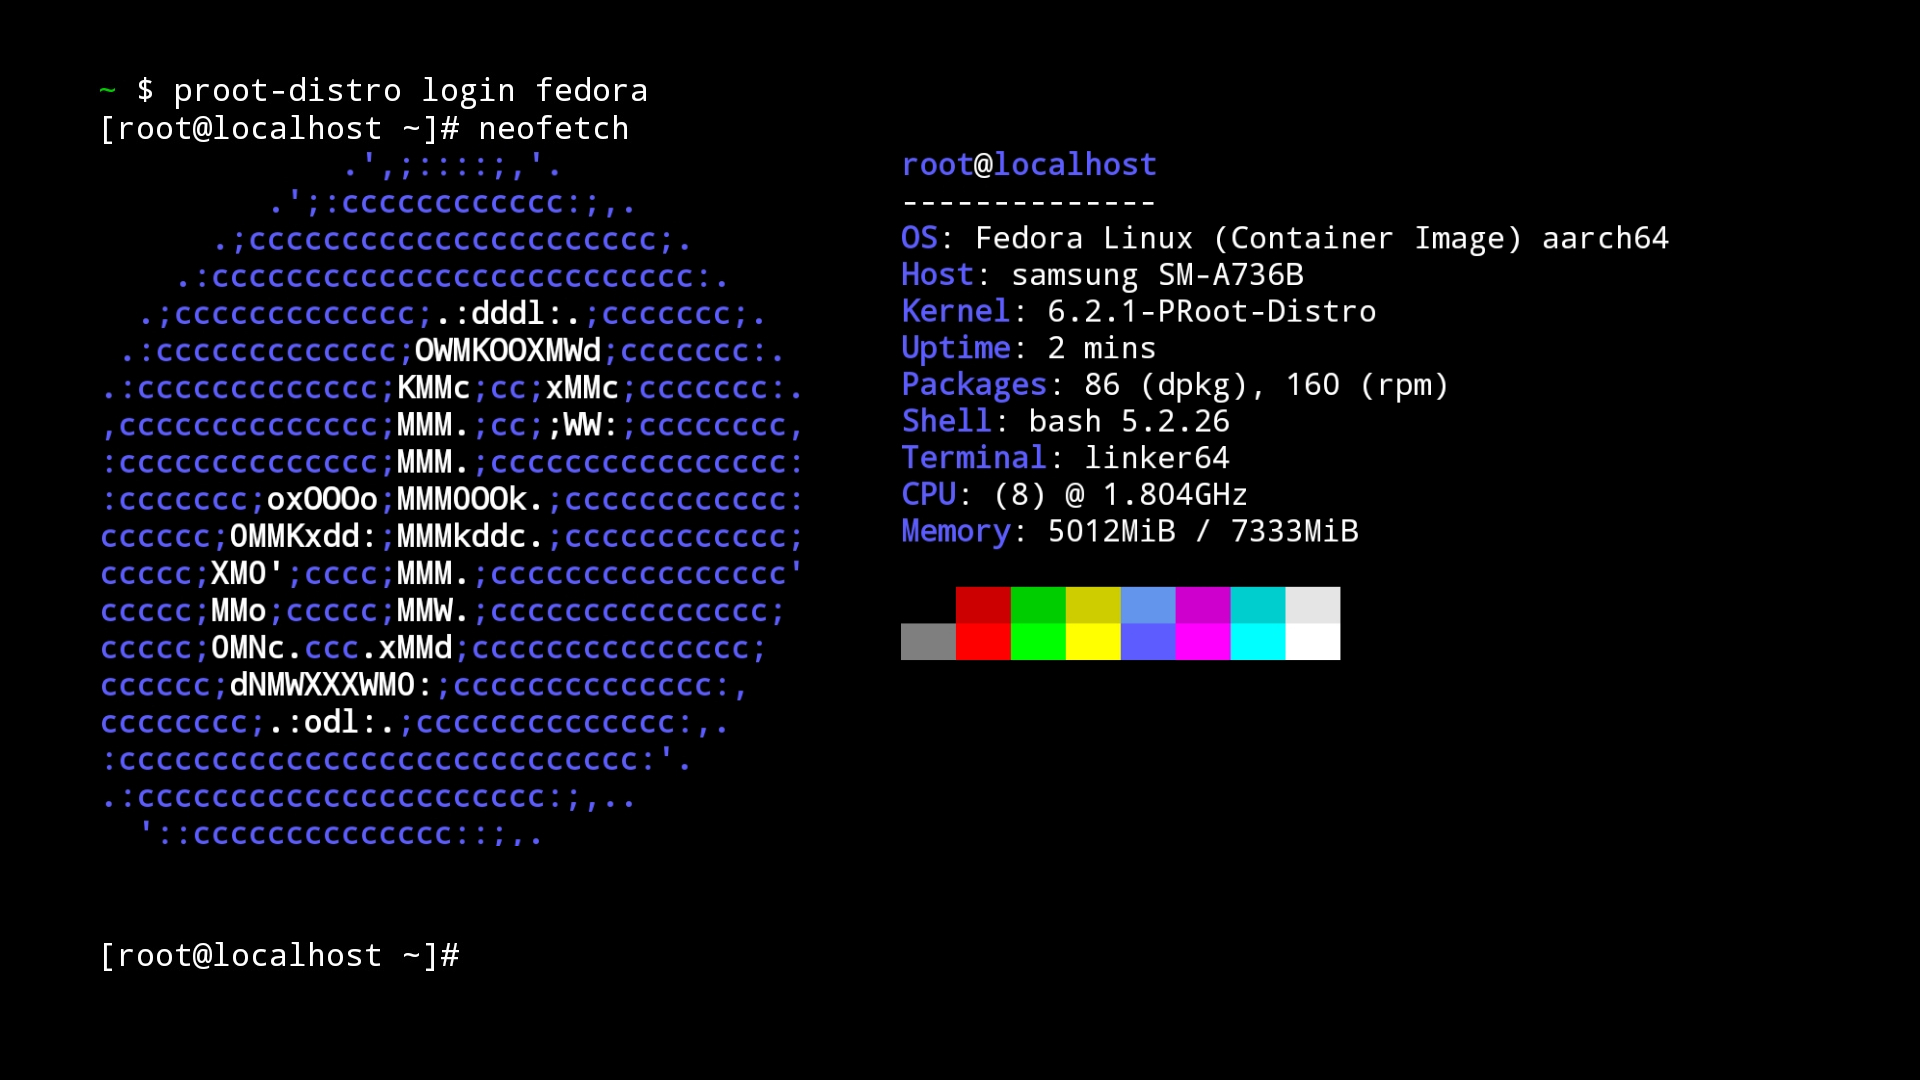 ~ $ proot-distro login fedora
[root@localhost ~]# neofetch
             .',;::::;,'.                root@localhost
         .';:cccccccccccc:;,.            --------------
      .;cccccccccccccccccccccc;.         OS: Fedora Linux (Container Image) aarch64
    .:cccccccccccccccccccccccccc:.       Host: samsung SM-A736B
  .;ccccccccccccc;.:dddl:.;ccccccc;.     Kernel: 6.2.1-PRoot-Distro
 .:ccccccccccccc;OWMKOOXMWd;ccccccc:.    Uptime: 2 mins
.:ccccccccccccc;KMMc;cc;xMMc;ccccccc:.   Packages: 86 (dpkg), 160 (rpm)
,cccccccccccccc;MMM.;cc;;WW:;cccccccc,   Shell: bash 5.2.26
:cccccccccccccc;MMM.;cccccccccccccccc:   Terminal: linker64
:ccccccc;oxOOOo;MMMOOOk.;cccccccccccc:   CPU: (8) @ 1.804GHz
cccccc;0MMKxdd:;MMMkddc.;cccccccccccc;   Memory: 5012MiB / 7333MiB
ccccc;XMO';cccc;MMM.;cccccccccccccccc'
ccccc;MMo;ccccc;MMW.;ccccccccccccccc;
ccccc;0MNc.ccc.xMMd;ccccccccccccccc;
cccccc;dNMWXXXWMO:;cccccccccccccc:,
cccccccc;.:odl:.;cccccccccccccc:,.
:cccccccccccccccccccccccccccc:'.
.:cccccccccccccccccccccc:;,..
  '::cccccccccccccc::;,.
[root@localhost ~]#